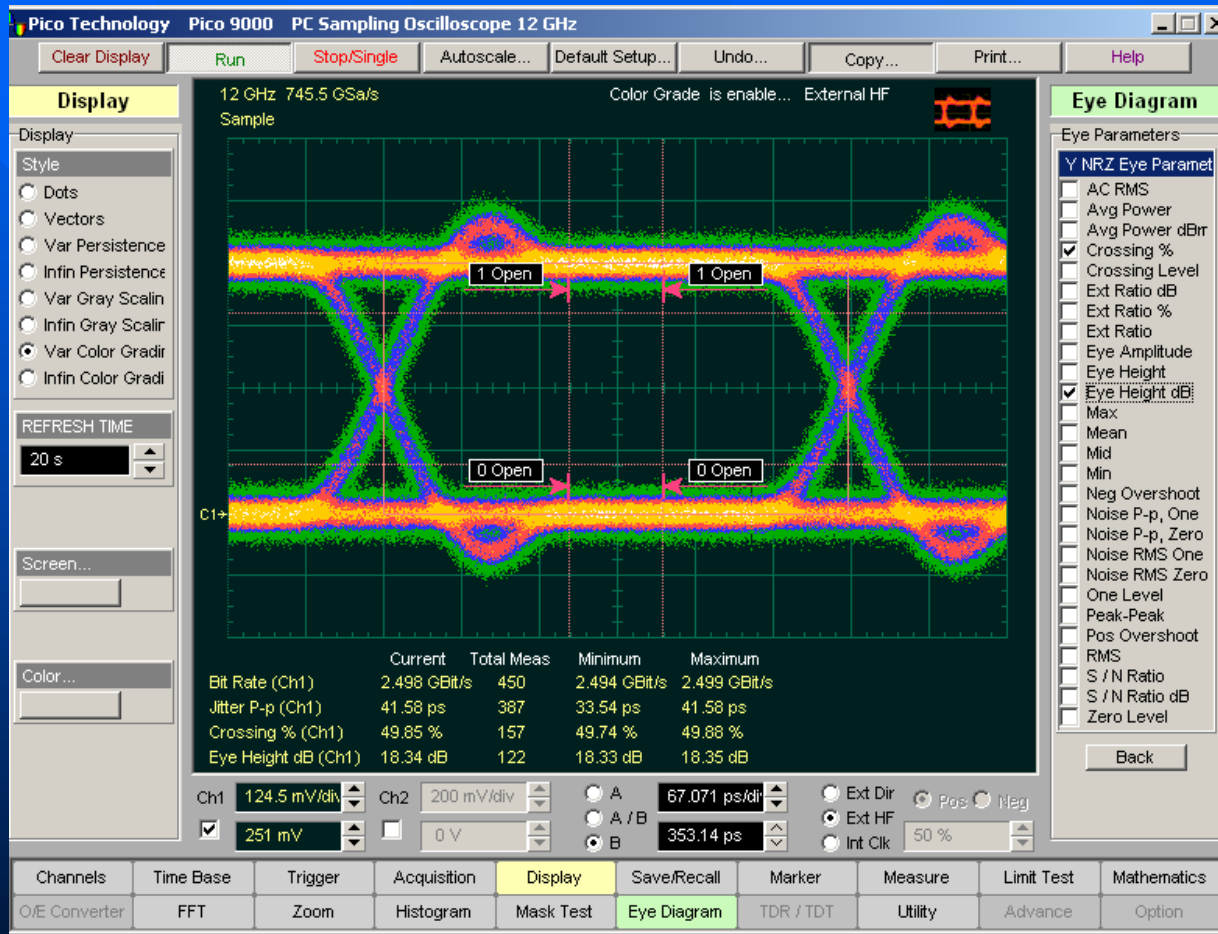 Pico Technology Pico 9000 PC Sampling Oscilloscope 12 GHz
Clear Display Run Stop/Single Autoscale... Default Setup... Undo... Copy... Print... Help
Display
Display
Style
Dots
Vectors
Var Persistence
Infin Persistence
Var Gray Scalin
Infin Gray Scalin
Var Color Gradin
Infin Color Gradi
REFRESH TIME
20 s
Screen...
Color...
12 GHz 745.5 GSa/s Color Grade is enable... External HF
Sample
1 Open 1 Open
0 Open 0 Open
C1
Current Total Meas Minimum Maximum
Bit Rate (Ch1) 2.498 GBit/s 450 2.494 GBit/s 2.499 GBit/s
Jitter P-p (Ch1) 41.58 ps 387 33.54 ps 41.58 ps
Crossing % (Ch1) 49.85 % 157 49.74 % 49.88 %
Eye Height dB (Ch1) 18.34 dB 122 18.33 dB 18.35 dB
Eye Diagram
Eye Parameters
Y NRZ Eye Paramet
AC RMS
Avg Power
Avg Power dBm
Crossing %
Crossing Level
Ext Ratio dB
Ext Ratio %
Ext Ratio
Eye Amplitude
Eye Height
Eye Height dB
Max
Mean
Mid
Min
Neg Overshoot
Noise P-p, One
Noise P-p, Zero
Noise RMS One
Noise RMS Zero
One Level
Peak-Peak
Pos Overshoot
RMS
S / N Ratio
S / N Ratio dB
Zero Level
Back
Ch1 124.5 mV/div Ch2 200 mV/div A 67.071 ps/div Ext Dir Pos Neg
A / B Ext HF
251 mV 0 V B 353.14 ps Int Clk 50 %
Channels Time Base Trigger Acquisition Display Save/Recall Marker Measure Limit Test Mathematics
O/E Converter FFT Zoom Histogram Mask Test Eye Diagram TDR / TDT Utility Advance Option